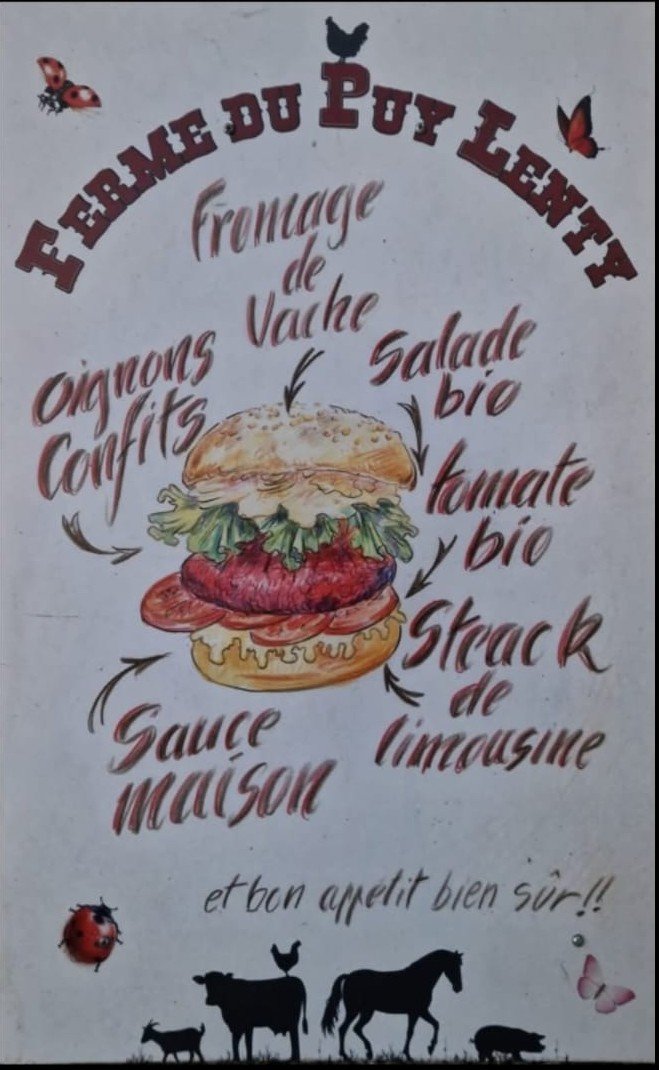 FERME DU PUY LENTY
Fromage
de
Vache
oignons
Confits
Salade
bio
tomate
bio
Steack
de
limousine
Sauce
maison
et bon appétit bien sûr!!